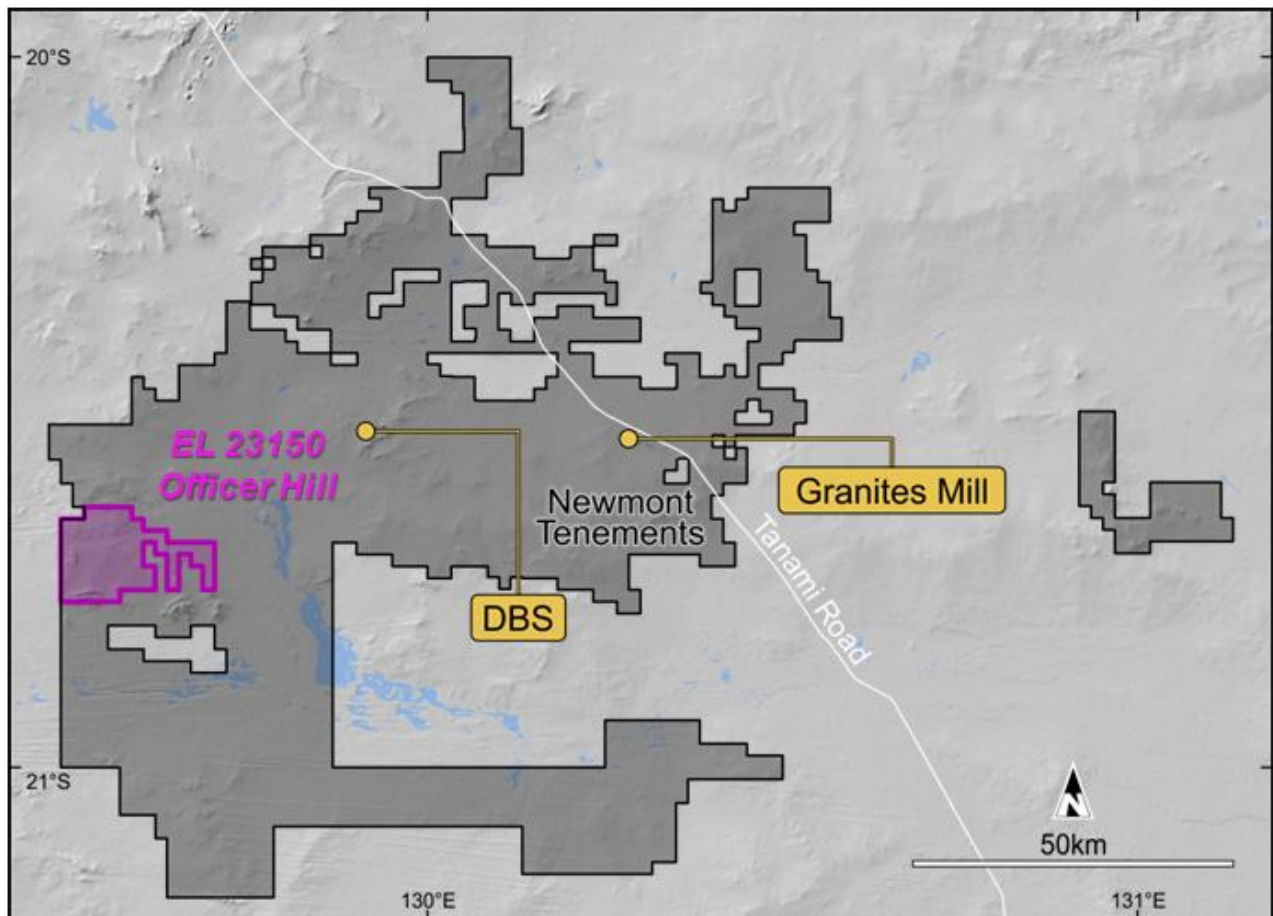 20°S
EL 23150
Officer Hill
Newmont
Tenements
Granites Mill
DBS
Tanami Road
21°S
N
50km
130°E
131°E